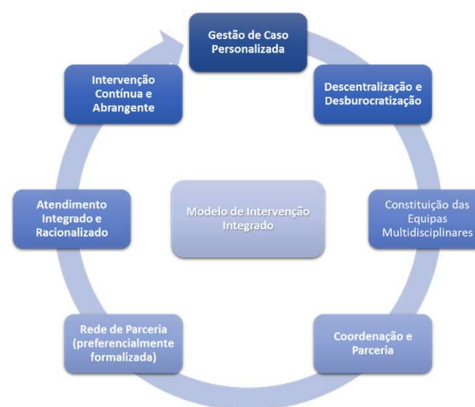 Gestão de Caso
Personalizada
Descentralização e
Desburocratização
Constituição das
Equipas
Multidisciplinares
Coordenação e
Parceria
Rede de Parceria
(preferencialmente
formalizada)
Atendimento
Integrado e
Racionalizado
Intervenção
Contínua e
Abrangente
Modelo de Intervenção
Integrado